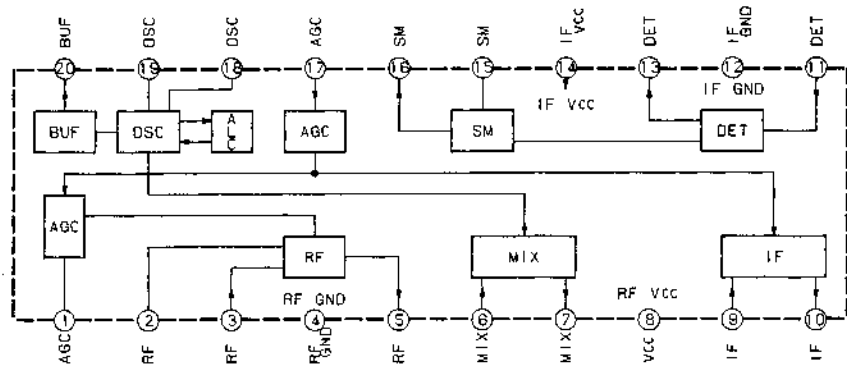 BUF OSC OSC AGC SM SM IF VCC DET IF GND DET
20 19 18 17 16 15 14 13 12 11
IF VCC IF GND
BUF OSC ALC AGC SM DET
AGC
RF MIX IF
RF GND RF VCC
1 2 3 4 5 6 7 8 9 10
AGC RF RF RF GND RF MIX MIX VCC IF IF